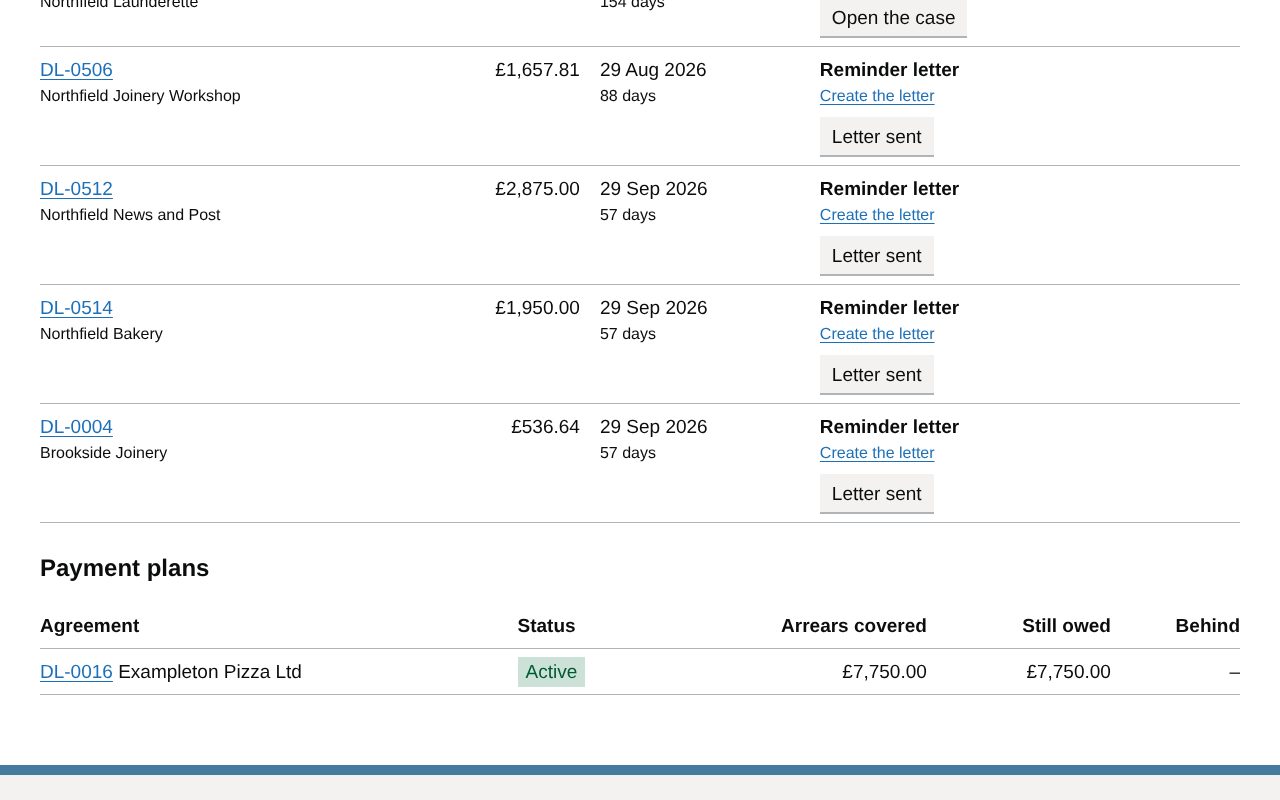 Northfield Launderette 154 days
Open the case
DL-0506 £1,657.81 29 Aug 2026 Reminder letter
Northfield Joinery Workshop 88 days Create the letter
Letter sent
DL-0512 £2,875.00 29 Sep 2026 Reminder letter
Northfield News and Post 57 days Create the letter
Letter sent
DL-0514 £1,950.00 29 Sep 2026 Reminder letter
Northfield Bakery 57 days Create the letter
Letter sent
DL-0004 £536.64 29 Sep 2026 Reminder letter
Brookside Joinery 57 days Create the letter
Letter sent
Payment plans
Agreement Status Arrears covered Still owed Behind
DL-0016 Exampleton Pizza Ltd Active £7,750.00 £7,750.00 –